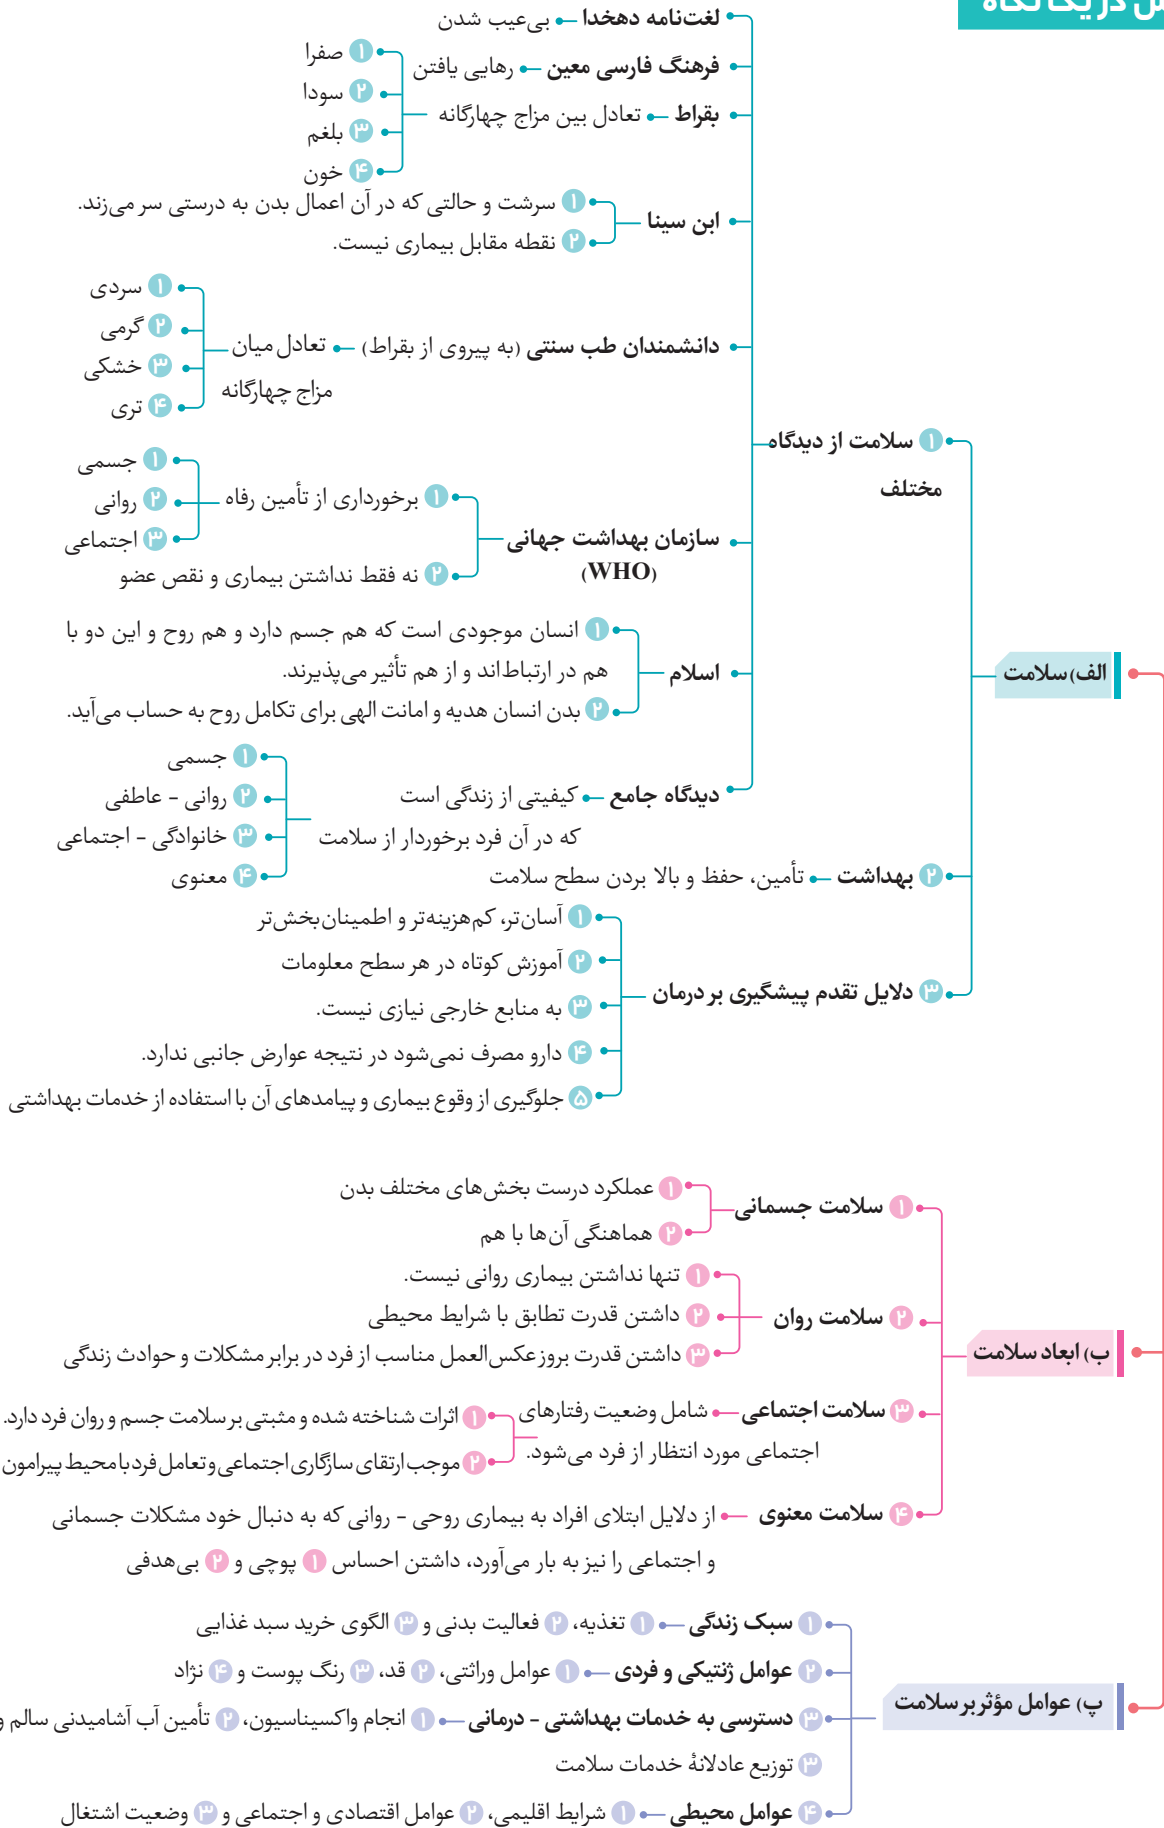 در یک نگاه
لغت‌نامه دهخدا بی‌عیب شدن
فرهنگ فارسی معین رهایی یافتن
بقراط تعادل بین مزاج چهارگانه
۱ صفرا
۲ سودا
۳ بلغم
۴ خون
ابن سینا
۱ سرشت و حالتی که در آن اعمال بدن به درستی سر می‌زند.
۲ نقطه مقابل بیماری نیست.
دانشمندان طب سنتی (به پیروی از بقراط) تعادل میان
مزاج چهارگانه
۱ سردی
۲ گرمی
۳ خشکی
۴ تری
۱ سلامت از دیدگاه
مختلف
سازمان بهداشت جهانی
(WHO)
۱ برخورداری از تأمین رفاه
۱ جسمی
۲ روانی
۳ اجتماعی
۲ نه فقط نداشتن بیماری و نقص عضو
اسلام
۱ انسان موجودی است که هم جسم دارد و هم روح و این دو با
هم در ارتباط‌اند و از هم تأثیر می‌پذیرند.
۲ بدن انسان هدیه و امانت الهی برای تکامل روح به حساب می‌آید.
الف) سلامت
دیدگاه جامع کیفیتی از زندگی است
که در آن فرد برخوردار از سلامت
۱ جسمی
۲ روانی - عاطفی
۳ خانوادگی - اجتماعی
۴ معنوی
۲ بهداشت تأمین، حفظ و بالا بردن سطح سلامت
۳ دلایل تقدم پیشگیری بر درمان
۱ آسان‌تر، کم‌هزینه‌تر و اطمینان‌بخش‌تر
۲ آموزش کوتاه در هر سطح معلومات
۳ به منابع خارجی نیازی نیست.
۴ دارو مصرف نمی‌شود در نتیجه عوارض جانبی ندارد.
۵ جلوگیری از وقوع بیماری و پیامدهای آن با استفاده از خدمات بهداشتی
ب) ابعاد سلامت
۱ سلامت جسمانی
۱ عملکرد درست بخش‌های مختلف بدن
۲ هماهنگی آن‌ها با هم
۲ سلامت روان
۱ تنها نداشتن بیماری روانی نیست.
۲ داشتن قدرت تطابق با شرایط محیطی
۳ داشتن قدرت بروز عکس‌العمل مناسب از فرد در برابر مشکلات و حوادث زندگی
۳ سلامت اجتماعی شامل وضعیت رفتارهای
اجتماعی مورد انتظار از فرد می‌شود.
۱ اثرات شناخته شده و مثبتی بر سلامت جسم و روان فرد دارد.
۲ موجب ارتقای سازگاری اجتماعی و تعامل فرد با محیط پیرامون
۴ سلامت معنوی از دلایل ابتلای افراد به بیماری روحی - روانی که به دنبال خود مشکلات جسمانی
و اجتماعی را نیز به بار می‌آورد، داشتن احساس ۱ پوچی و ۲ بی‌هدفی
پ) عوامل مؤثر بر سلامت
۱ سبک زندگی ۱ تغذیه، ۲ فعالیت بدنی و ۳ الگوی خرید سبد غذایی
۲ عوامل ژنتیکی و فردی ۱ عوامل وراثتی، ۲ قد، ۳ رنگ پوست و ۴ نژاد
۳ دسترسی به خدمات بهداشتی - درمانی ۱ انجام واکسیناسیون، ۲ تأمین آب آشامیدنی سالم و
۳ توزیع عادلانهٔ خدمات سلامت
۴ عوامل محیطی ۱ شرایط اقلیمی، ۲ عوامل اقتصادی و اجتماعی و ۳ وضعیت اشتغال